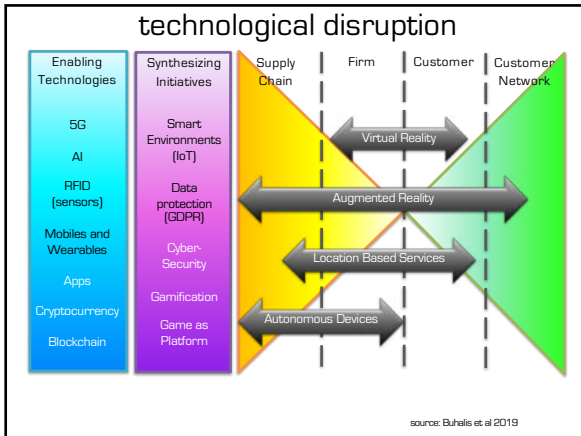 technological disruption
Enabling
Technologies
5G
AI
RFID
(sensors)
Mobiles and
Wearables
Apps
Cryptocurrency
Blockchain
Synthesizing
Initiatives
Smart
Environments
(IoT)
Data
protection
(GDPR)
Cyber-
Security
Gamification
Game as
Platform
Supply
Chain
Firm
Customer
Customer
Network
Virtual Reality
Augmented Reality
Location Based Services
Autonomous Devices
source: Buhalis et al 2019